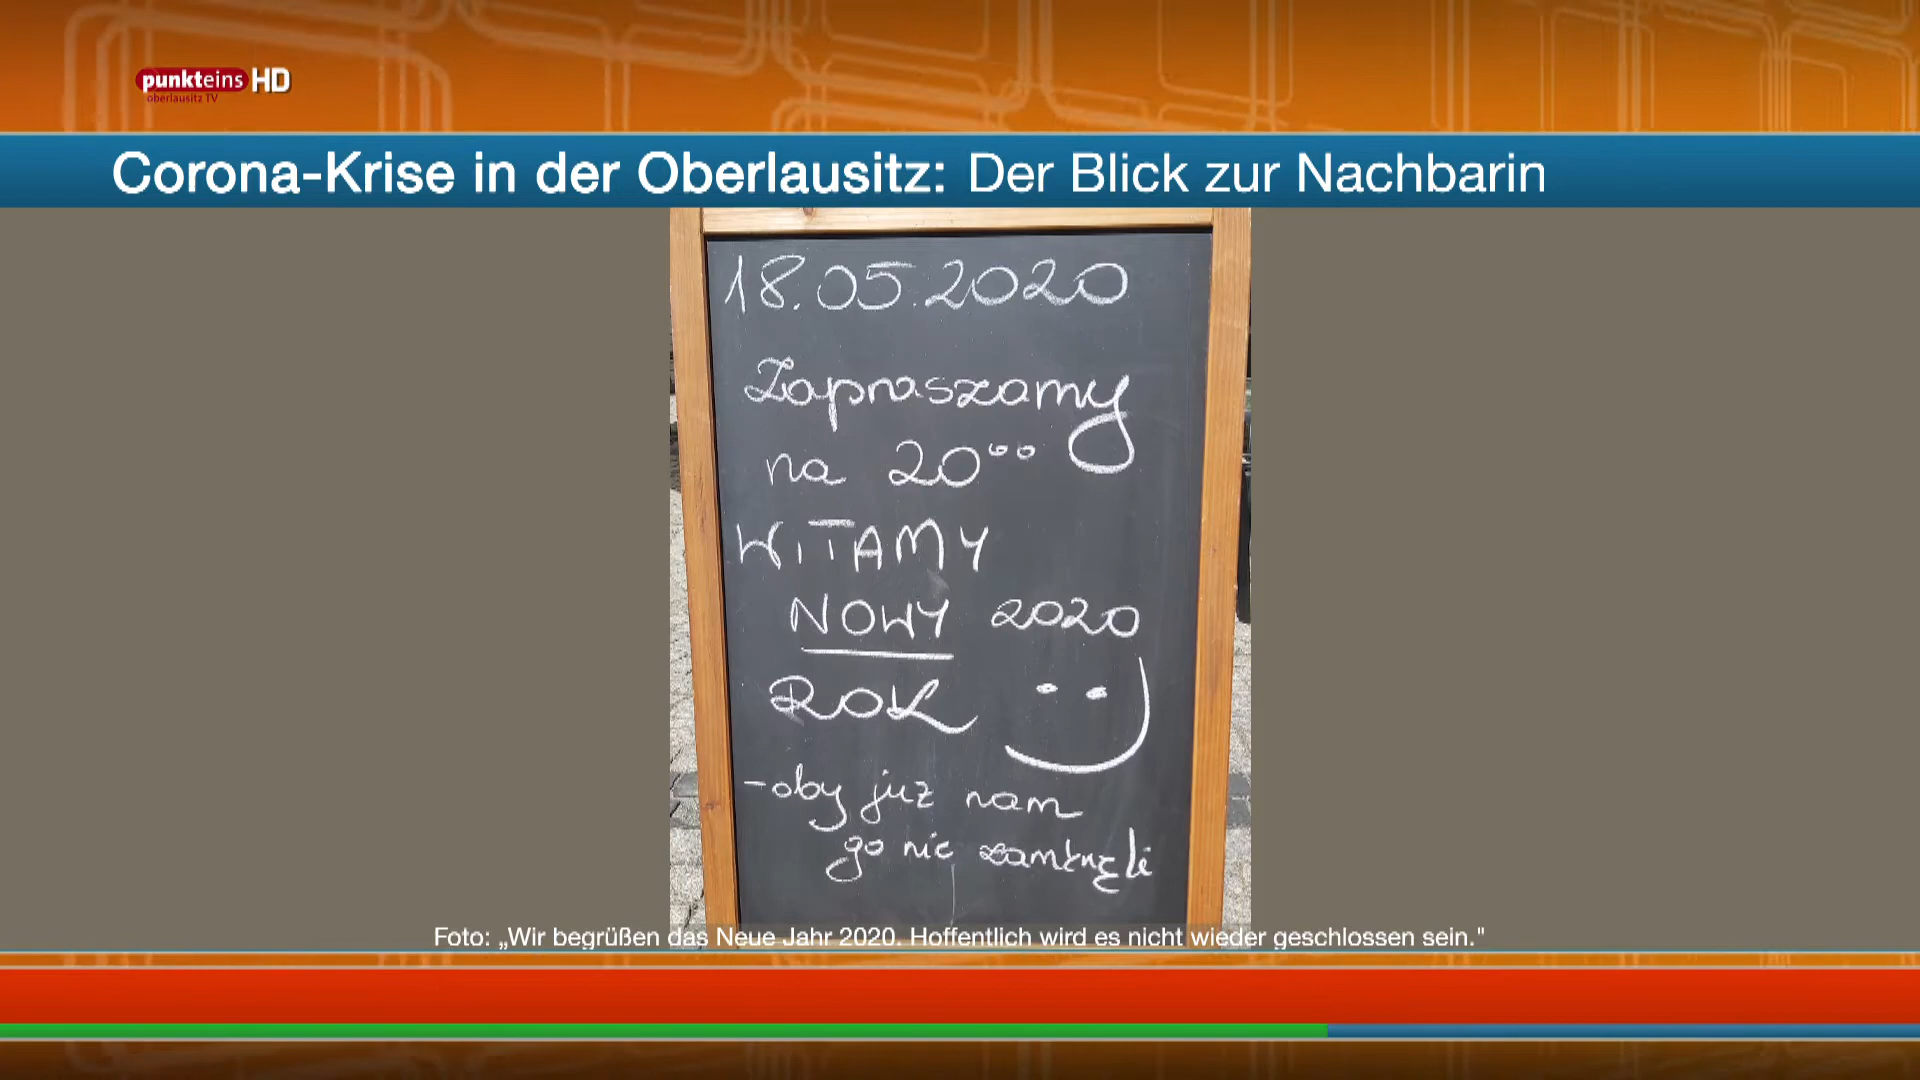 punkteins HD
oberlausitz TV
Corona-Krise in der Oberlausitz: Der Blick zur Nachbarin
18.05.2020
Zapraszamy
na 20⁰⁰
WiTAMY
NOWY 2020
ROK
-oby już nam
go nie zamknęli
Foto: „Wir begrüßen das Neue Jahr 2020. Hoffentlich wird es nicht wieder geschlossen sein."